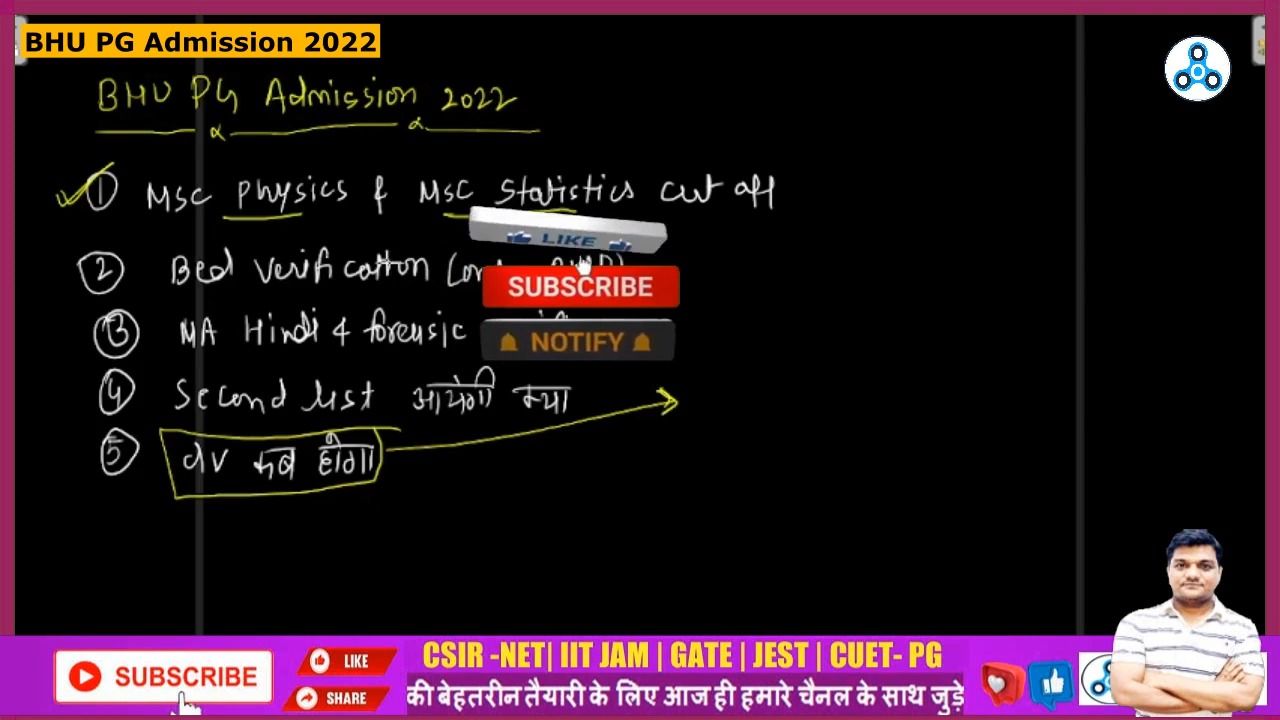 BHU PG Admission 2022
BHU PG Admission 2022
① MSC Physics & MSC Statistics cut off
② Bed verification
③ MA Hindi & forensic
④ Second list आयेगी क्या
⑤ कब होगा
LIKE
SUBSCRIBE
NOTIFY
SUBSCRIBE
LIKE
SHARE
CSIR -NET| IIT JAM | GATE | JEST | CUET- PG
की बेहतरीन तैयारी के लिए आज ही हमारे चैनल के साथ जुड़े